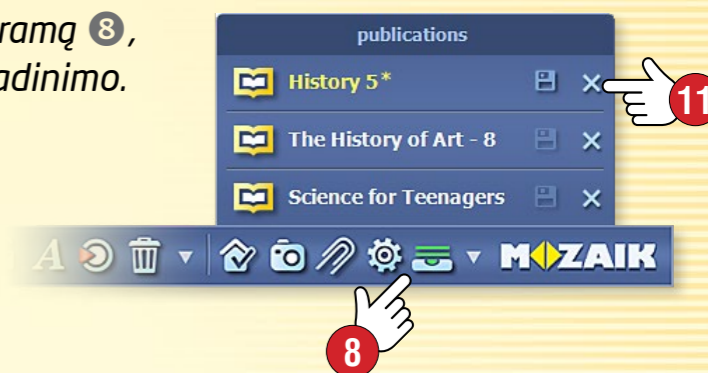 ramą 8,
adinimo.
publications
History 5*
The History of Art - 8
Science for Teenagers
11
A
MOZAIK
8